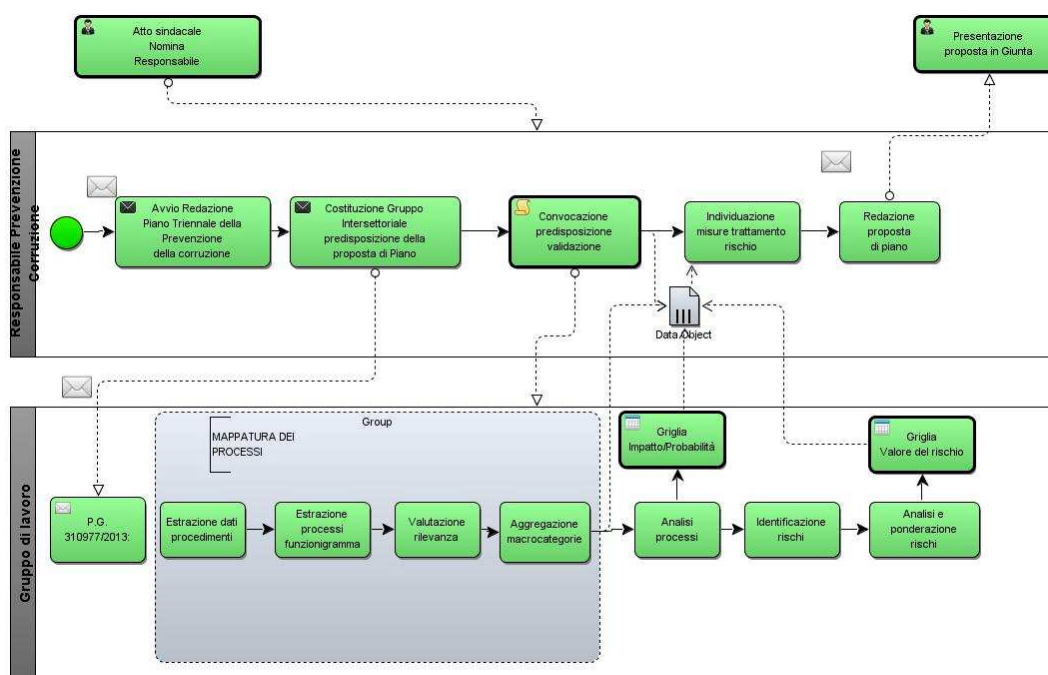 Atto sindacale
Nomina
Responsabile
Presentazione
proposta in Giunta
Responsabile Prevenzione
Corruzione
Avvio Redazione
Piano Triennale della
Prevenzione
della corruzione
Costituzione Gruppo
Intersettoriale
predisposizione della
proposta di Piano
Convocazione
predisposizione
validazione
Individuazione
misure trattamento
rischio
Redazione
proposta
di piano
Data Object
Gruppo di lavoro
Group
MAPPATURA DEI
PROCESSI
Griglia
Impatto/Probabilità
Griglia
Valore del rischio
P.G.
310977/2013:
Estrazione dati
procedimenti
Estrazione
processi
funzionigramma
Valutazione
rilevanza
Aggregazione
macrocategorie
Analisi
processi
Identificazione
rischi
Analisi e
ponderazione
rischi